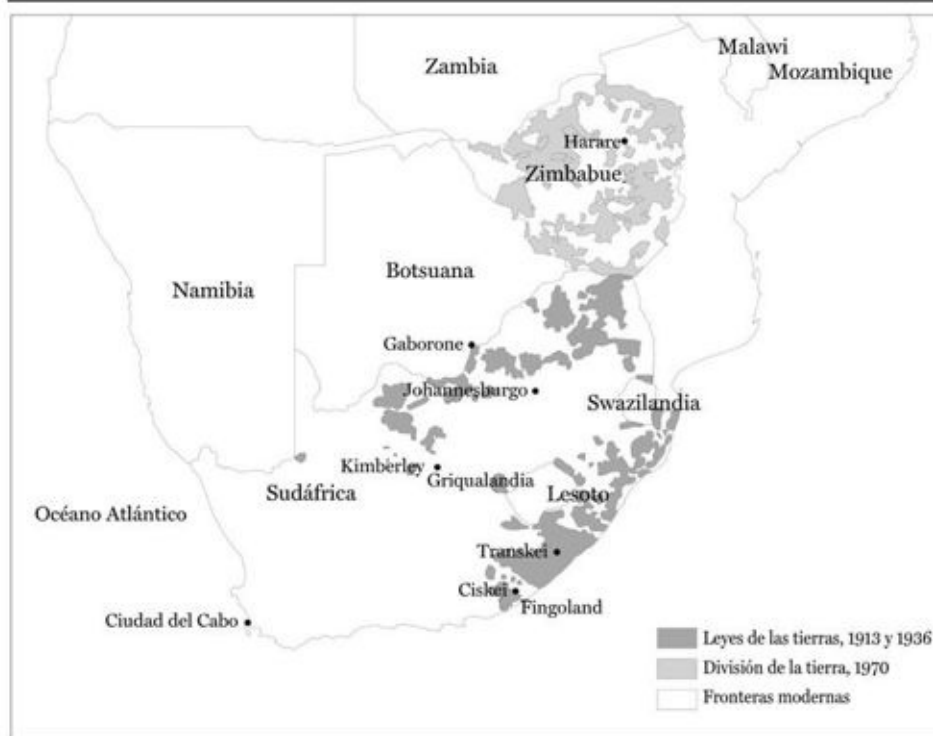 Malawi
Zambia
Mozambique
Harare
Zimbabue
Botsuana
Namibia
Gaborone
Johannesburgo
Swazilandia
Kimberley
Griqualandia
Sudáfrica
Lesoto
Océano Atlántico
Transkei
Ciskei
Fingoland
Ciudad del Cabo
Leyes de las tierras, 1913 y 1936
División de la tierra, 1970
Fronteras modernas